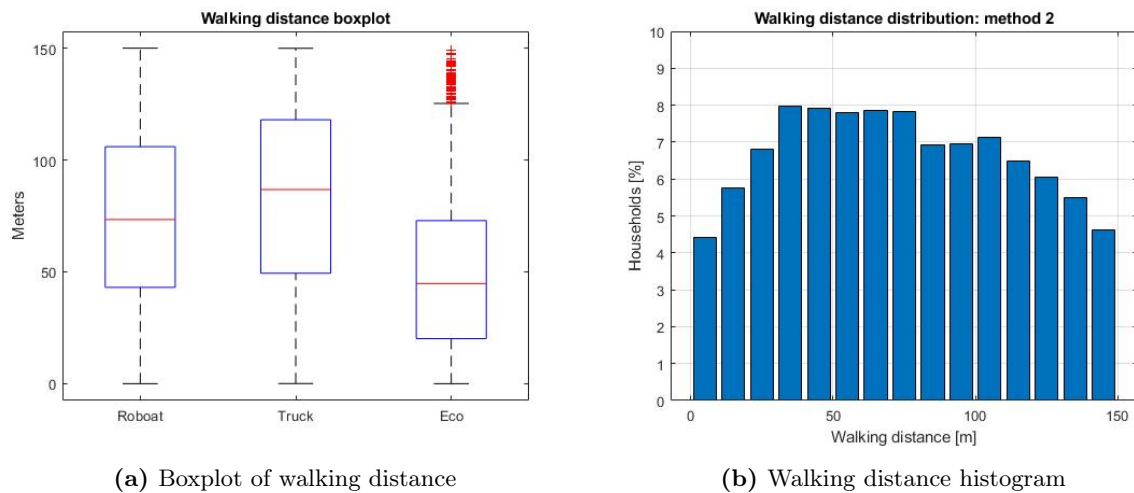 Walking distance boxplot
150
100
50
0
Meters
Roboat Truck Eco
(a) Boxplot of walking distance
Walking distance distribution: method 2
10
9
8
7
6
5
4
3
2
1
0
Households [%]
0 50 100 150
Walking distance [m]
(b) Walking distance histogram